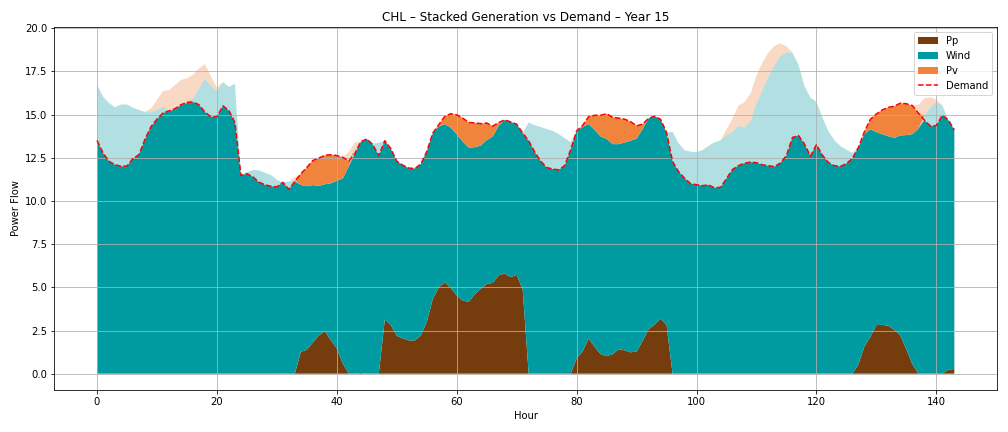 CHL – Stacked Generation vs Demand – Year 15
20.0
17.5
15.0
12.5
10.0
7.5
5.0
2.5
0.0
Power Flow
Pp
Wind
Pv
Demand
0 20 40 60 80 100 120 140
Hour